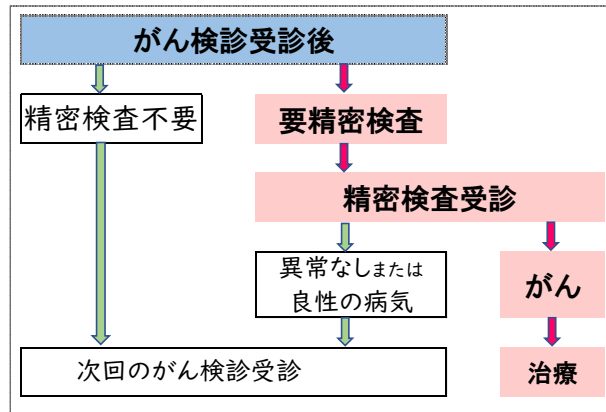 がん検診受診後
精密検査不要
要精密検査
精密検査受診
異常なしまたは
良性の病気
がん
次回のがん検診受診
治療